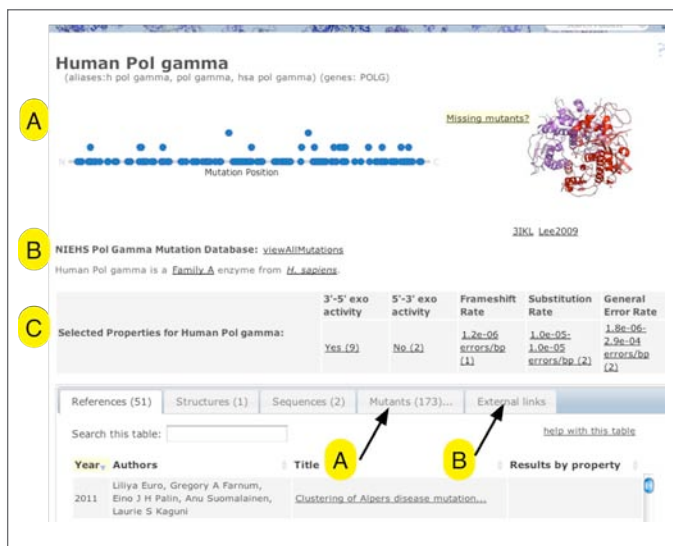 Human Pol gamma
(aliases:h pol gamma, pol gamma, hsa pol gamma) (genes: POLG)
?
A
Missing mutants?
N
C
Mutation Position
3IKL Lee2009
B
NIEHS Pol Gamma Mutation Database: viewAllMutations
Human Pol gamma is a Family A enzyme from H. sapiens.
C
3'-5' exo activity
5'-3' exo activity
Frameshift Rate
Substitution Rate
General Error Rate
Selected Properties for Human Pol gamma:
Yes (9)
No (2)
1.2e-06
errors/bp
(1)
1.0e-05-
1.0e-05
errors/bp (2)
1.8e-06-
2.9e-04
errors/bp
(2)
References (51)
Structures (1)
Sequences (2)
Mutants (173)...
External links
Search this table:
A
B
help with this table
Year Authors Title Results by property
2011
Liliya Euro, Gregory A Farnum,
Eino J H Palin, Anu Suomalainen,
Laurie S Kaguni
Clustering of Alpers disease mutation...